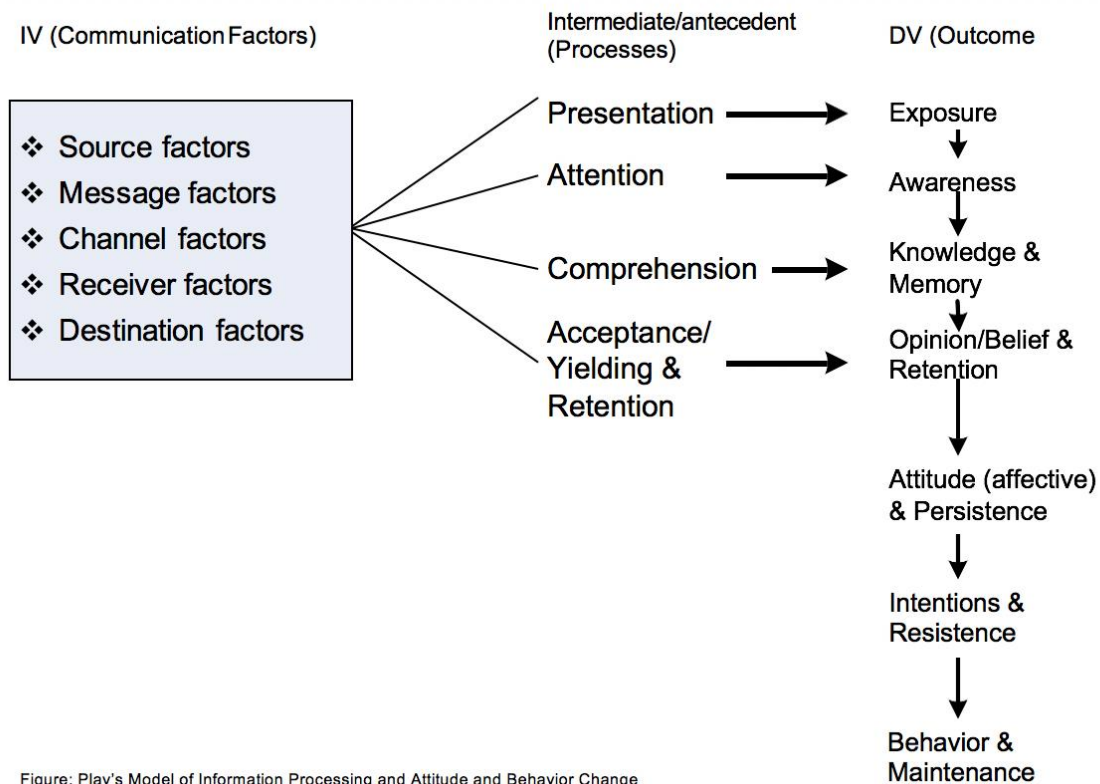 IV (Communication Factors)
Intermediate/antecedent
(Processes)
DV (Outcome
❖ Source factors
❖ Message factors
❖ Channel factors
❖ Receiver factors
❖ Destination factors
Presentation
Attention
Comprehension
Acceptance/
Yielding &
Retention
Exposure
Awareness
Knowledge &
Memory
Opinion/Belief &
Retention
Attitude (affective)
& Persistence
Intentions &
Resistence
Behavior &
Maintenance
Figure: Play's Model of Information Processing and Attitude and Behavior Change